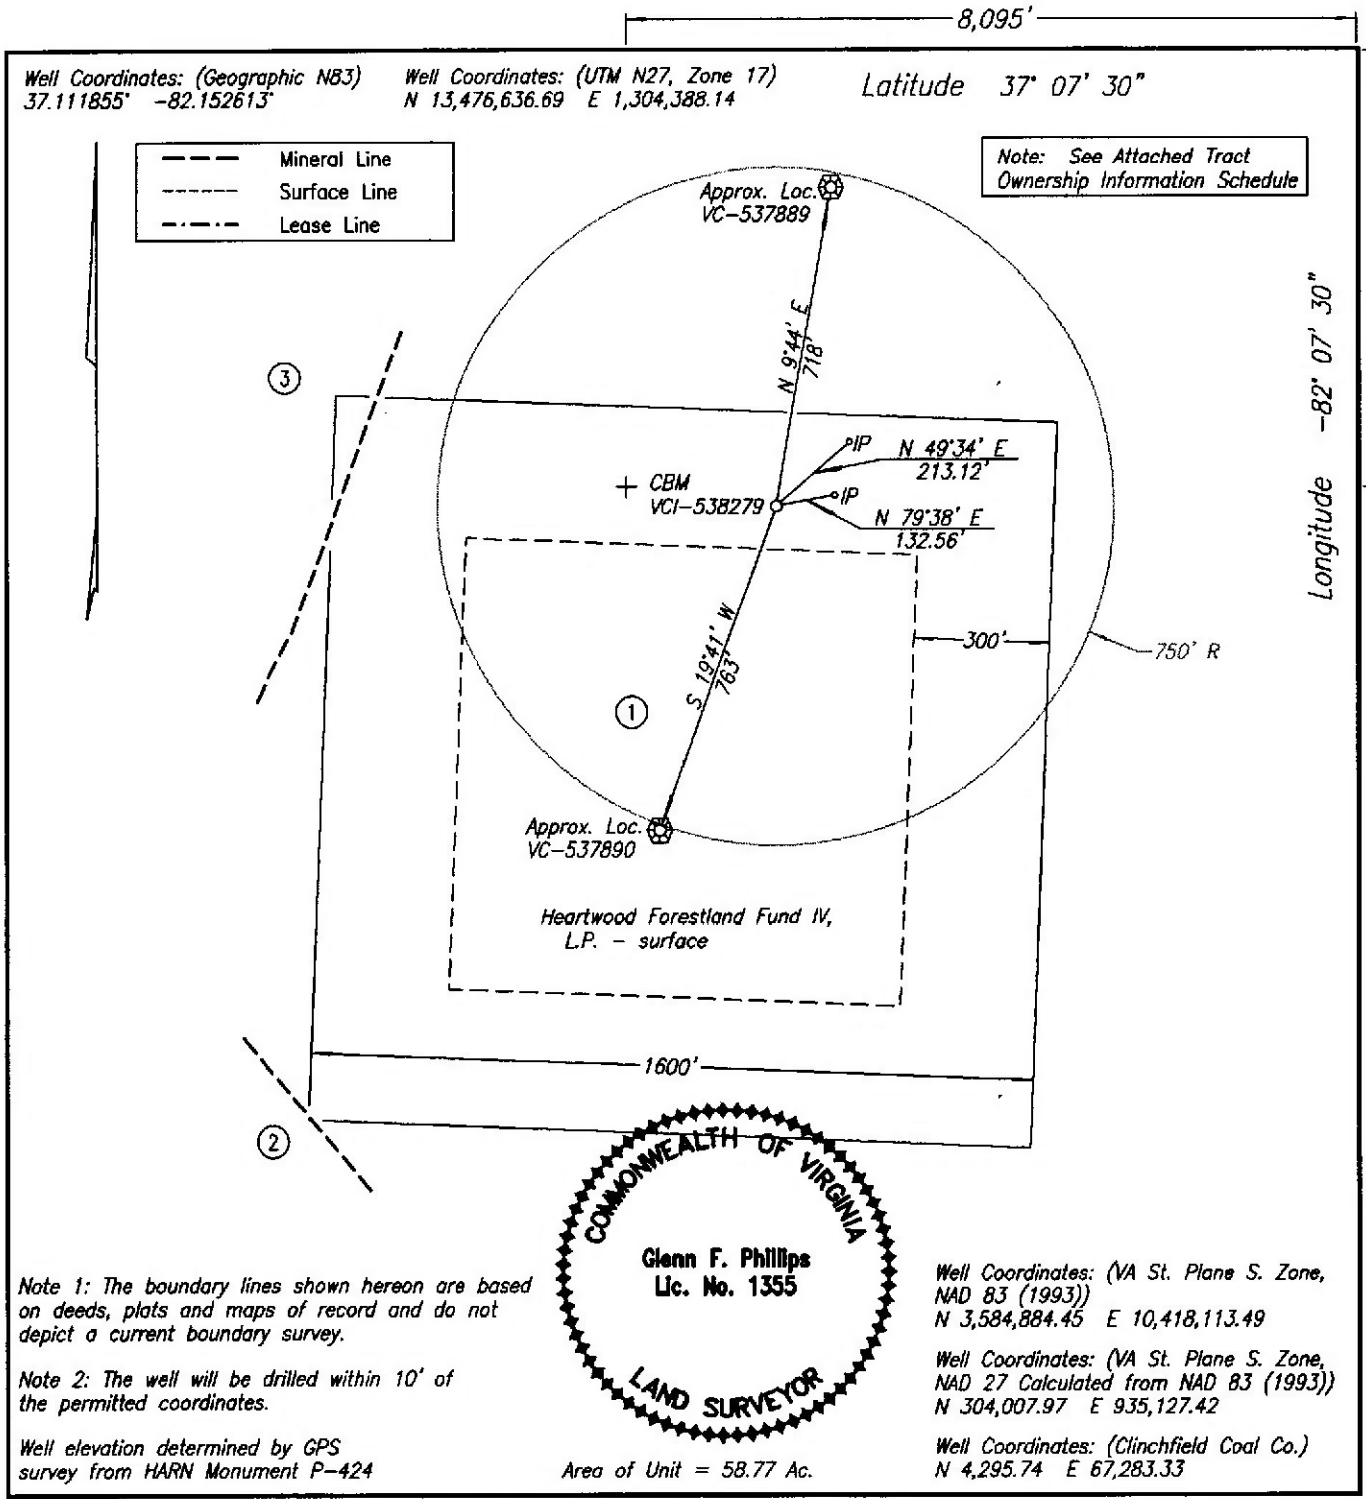 8,095'
Well Coordinates: (Geographic N83)
37.111855° -82.152613°
Well Coordinates: (UTM N27, Zone 17)
N 13,476,636.69 E 1,304,388.14
Latitude 37° 07' 30"
Mineral Line
Surface Line
Lease Line
Note: See Attached Tract
Ownership Information Schedule
Approx. Loc.
VC-537889
Longitude -82° 07' 30"
N 9°44' E
718'
3
IP
N 49°34' E
213.12'
CBM
VCI-538279
IP
N 79°38' E
132.56'
S 19°41' W
763'
300'
750' R
1
Approx. Loc.
VC-537890
Heartwood Forestland Fund IV,
L.P. - surface
1600'
2
COMMONWEALTH OF VIRGINIA
Glenn F. Phillips
Lic. No. 1355
LAND SURVEYOR
Note 1: The boundary lines shown hereon are based
on deeds, plats and maps of record and do not
depict a current boundary survey.
Note 2: The well will be drilled within 10' of
the permitted coordinates.
Well elevation determined by GPS
survey from HARN Monument P-424
Area of Unit = 58.77 Ac.
Well Coordinates: (VA St. Plane S. Zone,
NAD 83 (1993))
N 3,584,884.45 E 10,418,113.49
Well Coordinates: (VA St. Plane S. Zone,
NAD 27 Calculated from NAD 83 (1993))
N 304,007.97 E 935,127.42
Well Coordinates: (Clinchfield Coal Co.)
N 4,295.74 E 67,283.33